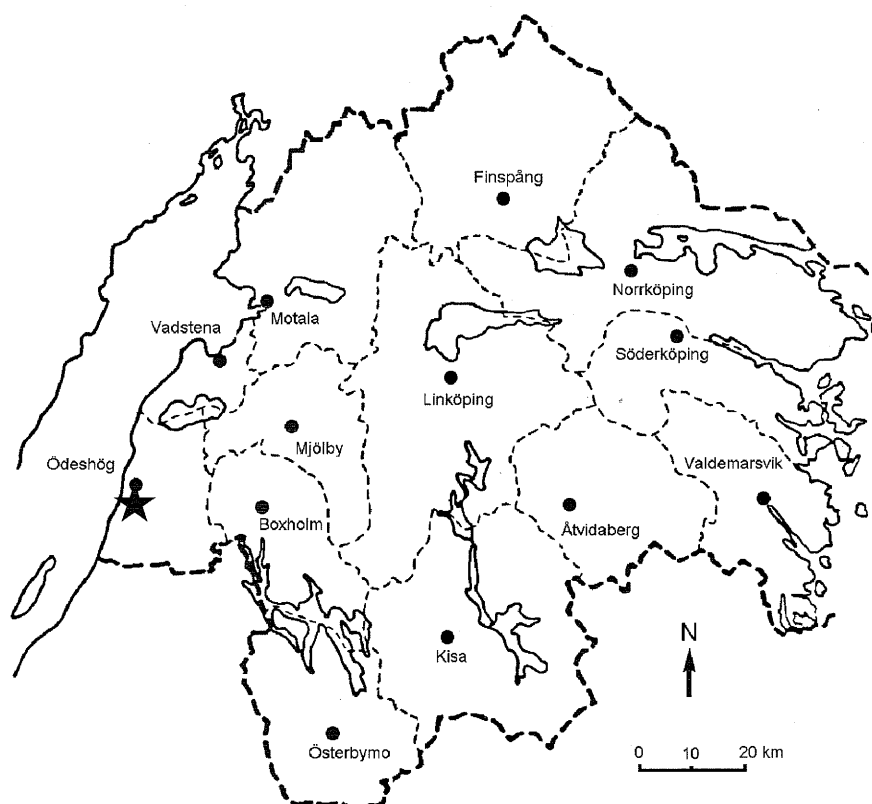 Finspång
Norrköping
Motala
Vadstena
Söderköping
Linköping
Mjölby
Ödeshög
Valdemarsvik
Boxholm
Åtvidaberg
N
Kisa
Österbymo
0 10 20 km